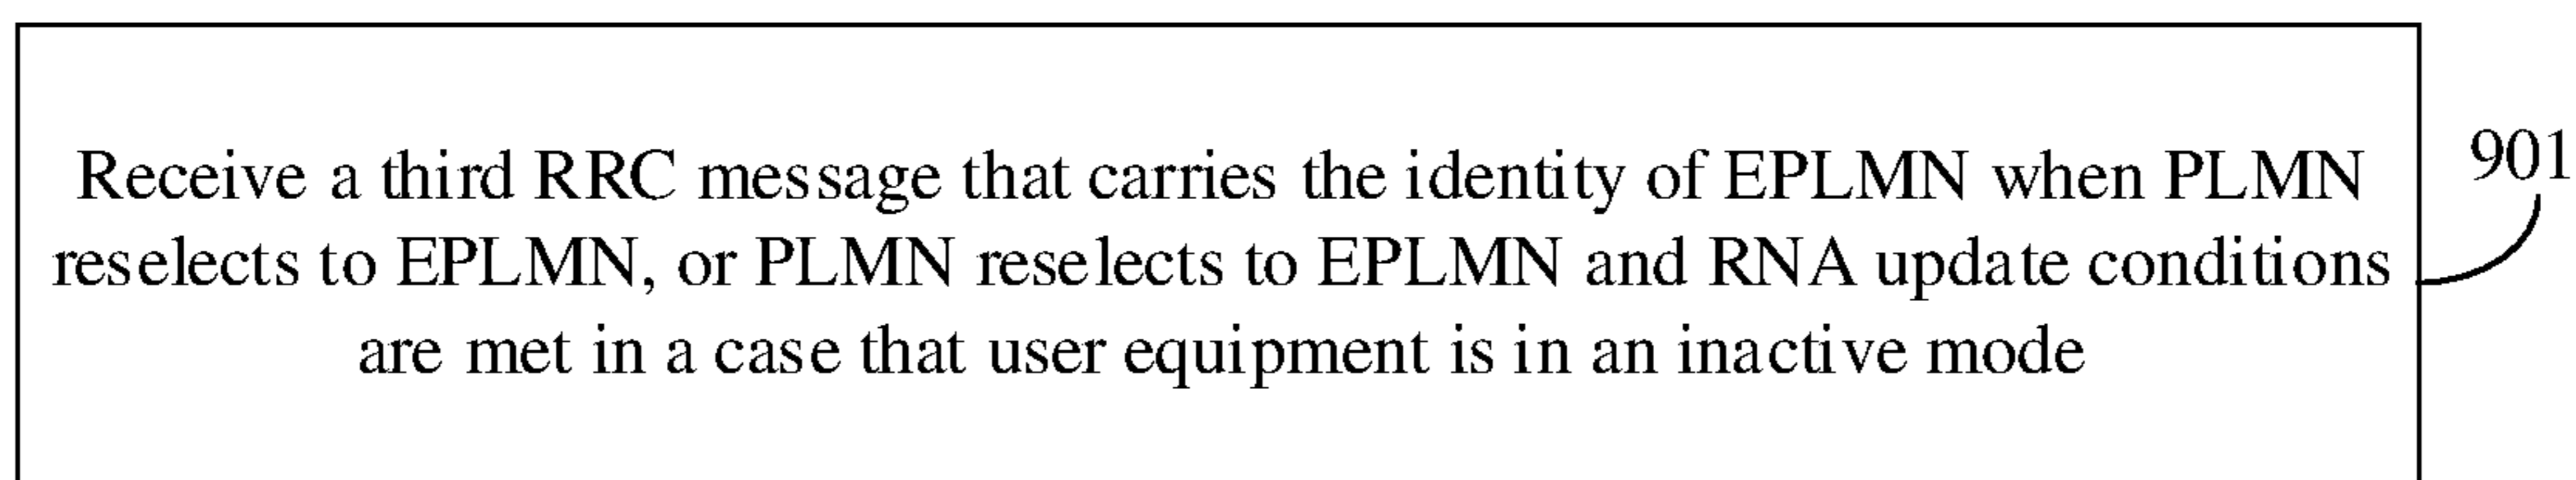 Receive a third RRC message that carries the identity of EPLMN when PLMN
reselects to EPLMN, or PLMN reselects to EPLMN and RNA update conditions
are met in a case that user equipment is in an inactive mode
901